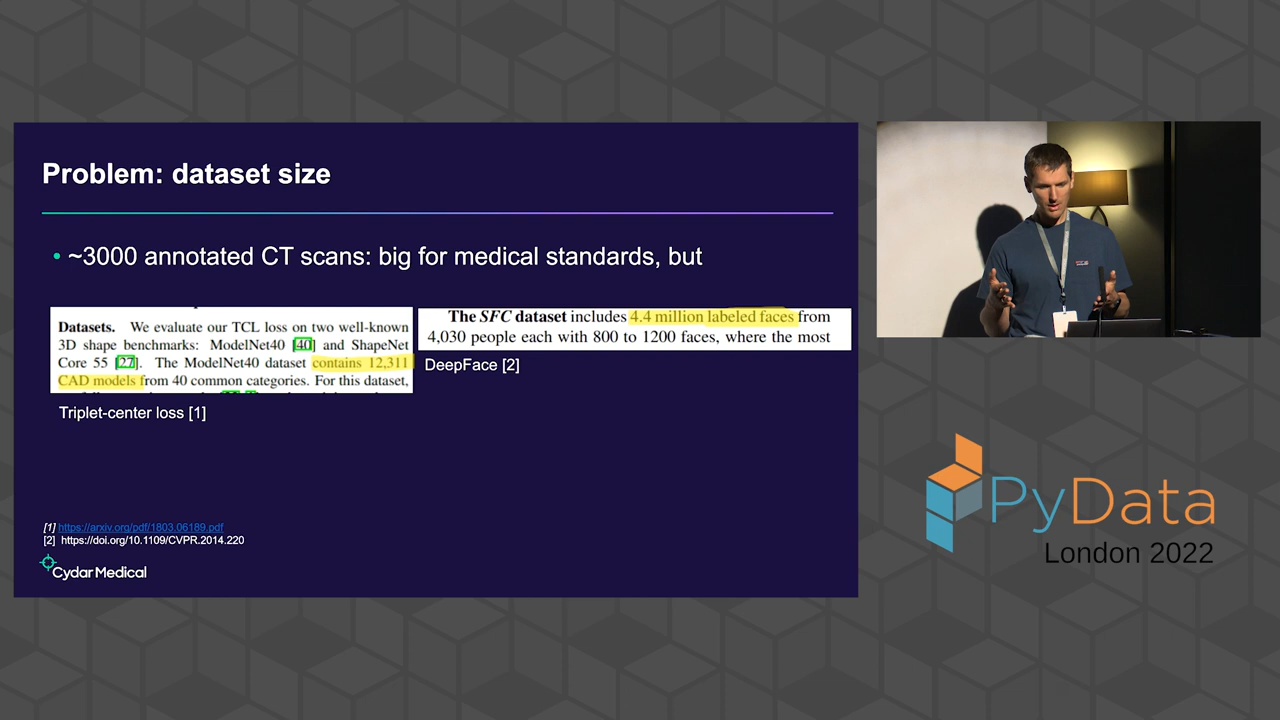 Problem: dataset size
• ~3000 annotated CT scans: big for medical standards, but
Datasets. We evaluate our TCL loss on two well-known
3D shape benchmarks: ModelNet40 [40] and ShapeNet
Core 55 [27]. The ModelNet40 dataset contains 12,311
CAD models from 40 common categories. For this dataset,
Triplet-center loss [1]
The SFC dataset includes 4.4 million labeled faces from
4,030 people each with 800 to 1200 faces, where the most
DeepFace [2]
[1] https://arxiv.org/pdf/1803.06189.pdf
[2] https://doi.org/10.1109/CVPR.2014.220
Cydar Medical
PyData
London 2022